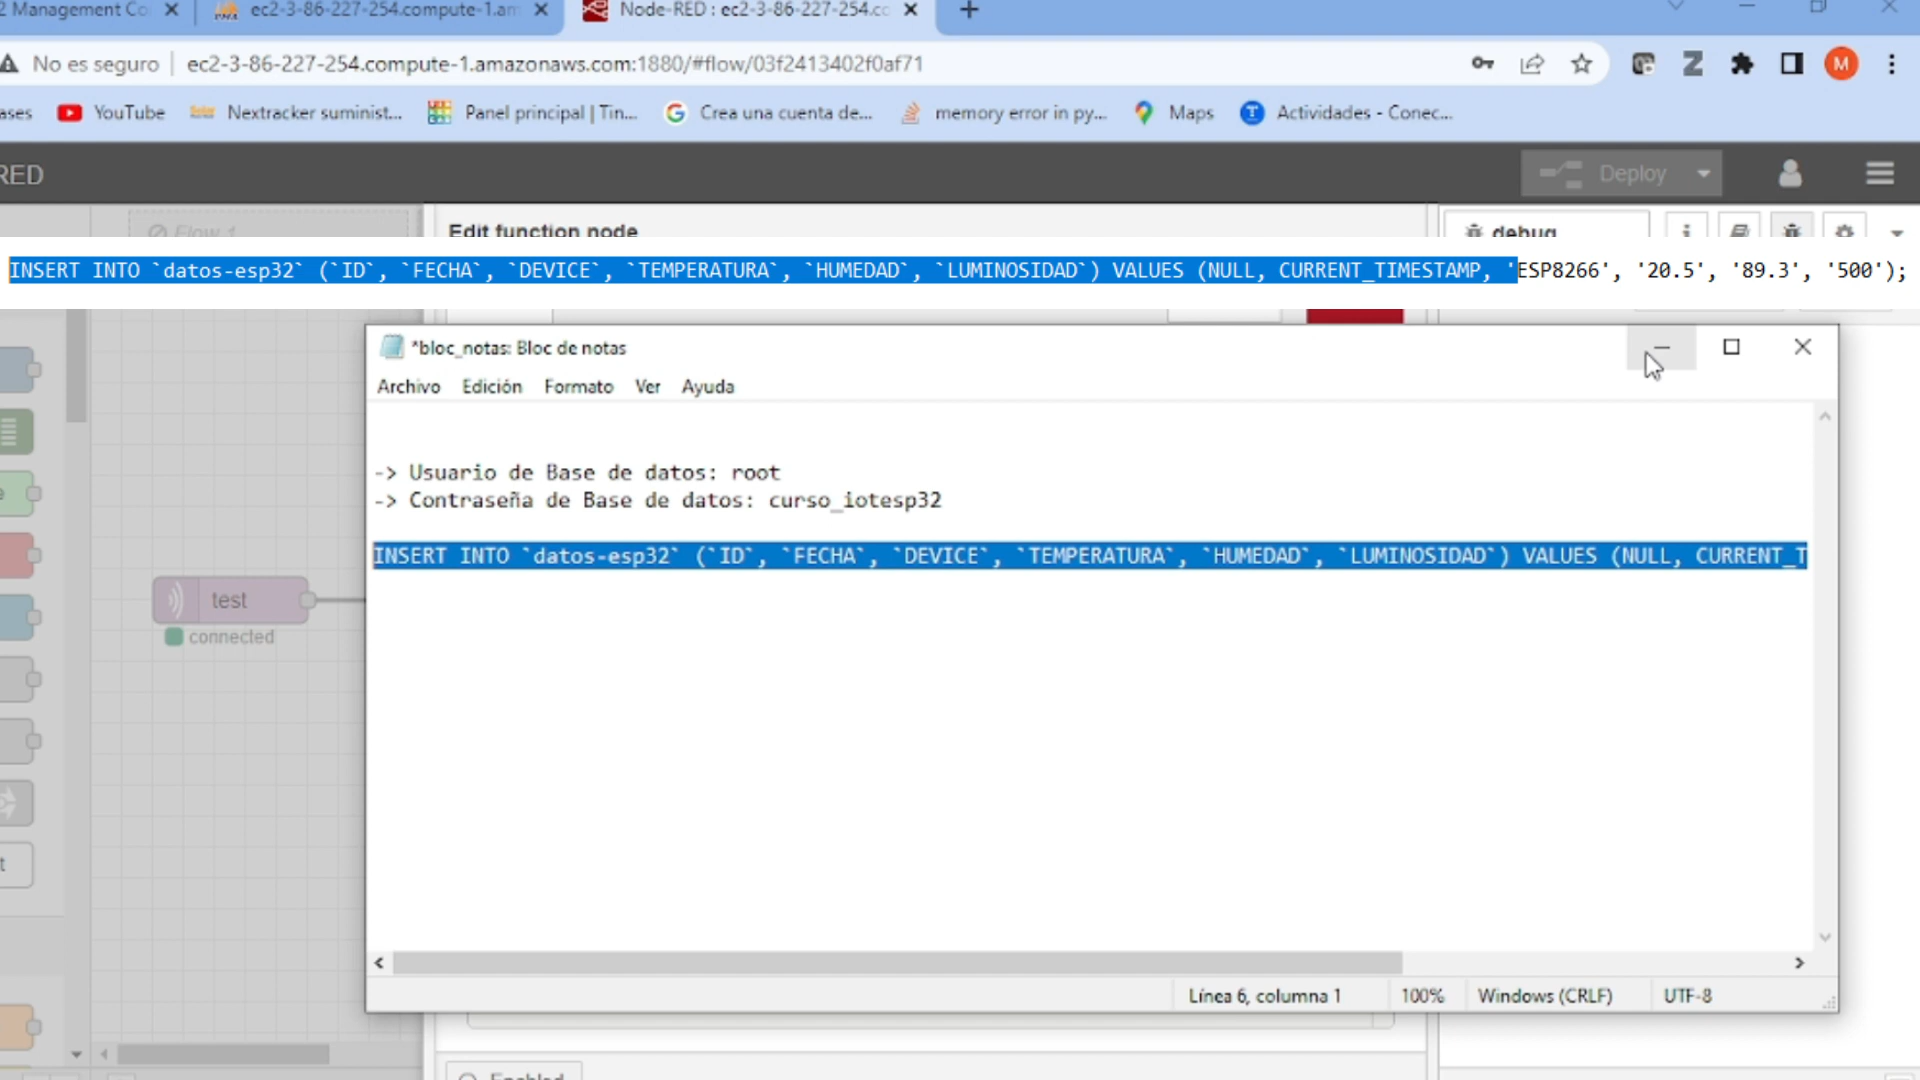 2 Management Co
ec2-3-86-227-254.compute-1.am
Node-RED : ec2-3-86-227-254.cc
No es seguro
ec2-3-86-227-254.compute-1.amazonaws.com:1880/#flow/03f2413402f0af71
M
ases
YouTube
Nextracker suminist...
Panel principal | Tin...
Crea una cuenta de...
memory error in py...
Maps
Actividades - Conec...
RED
Deploy
Flow 1
Edit function node
debug
INSERT INTO `datos-esp32` (`ID`, `FECHA`, `DEVICE`, `TEMPERATURA`, `HUMEDAD`, `LUMINOSIDAD`) VALUES (NULL, CURRENT_TIMESTAMP, 'ESP8266', '20.5', '89.3', '500');
*bloc_notas: Bloc de notas
Archivo Edición Formato Ver Ayuda
-> Usuario de Base de datos: root
-> Contraseña de Base de datos: curso_iotesp32
INSERT INTO `datos-esp32` (`ID`, `FECHA`, `DEVICE`, `TEMPERATURA`, `HUMEDAD`, `LUMINOSIDAD`) VALUES (NULL, CURRENT_T
test
connected
Línea 6, columna 1
100%
Windows (CRLF)
UTF-8
Enabled